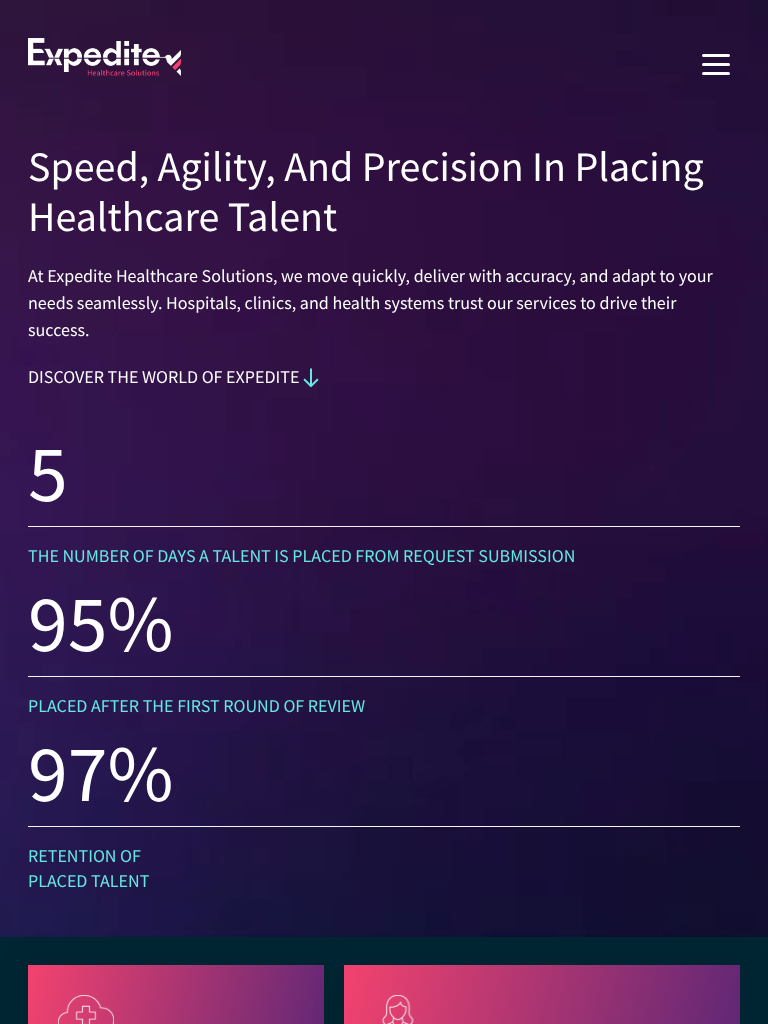 Expedite
Healthcare Solutions
Speed, Agility, And Precision In Placing
Healthcare Talent
At Expedite Healthcare Solutions, we move quickly, deliver with accuracy, and adapt to your
needs seamlessly. Hospitals, clinics, and health systems trust our services to drive their
success.
DISCOVER THE WORLD OF EXPEDITE
5
THE NUMBER OF DAYS A TALENT IS PLACED FROM REQUEST SUBMISSION
95%
PLACED AFTER THE FIRST ROUND OF REVIEW
97%
RETENTION OF
PLACED TALENT